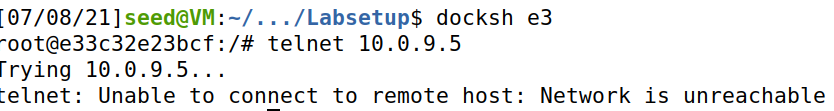 [07/08/21]seed@VM:~/.../Labsetup$ docksh e3
root@e33c32e23bcf:/# telnet 10.0.9.5
Trying 10.0.9.5...
telnet: Unable to connect to remote host: Network is unreachable